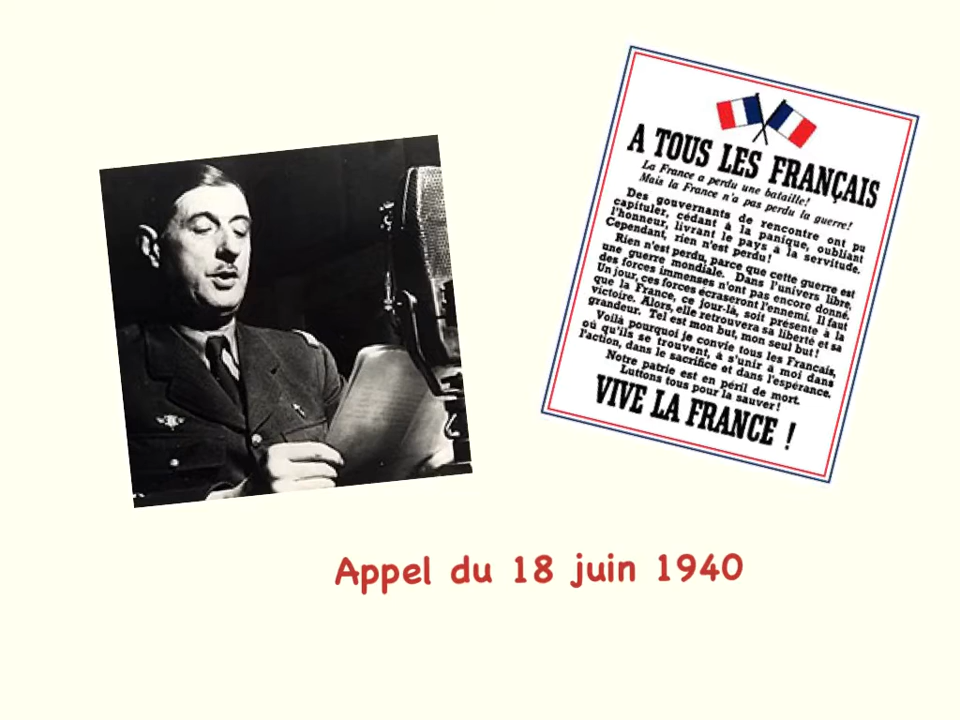 A TOUS LES FRANÇAIS
La France a perdu une bataille!
Mais la France n'a pas perdu la guerre!
Des gouvernants de rencontre ont pu
capituler, cédant à la panique, oubliant
l'honneur, livrant le pays à la servitude.
Cependant, rien n'est perdu!
Rien n'est perdu, parce que cette guerre est
une guerre mondiale. Dans l'univers libre,
des forces immenses n'ont pas encore donné.
Un jour, ces forces écraseront l'ennemi. Il faut
que la France, ce jour-là, soit présente à la
victoire. Alors, elle retrouvera sa liberté et sa
grandeur. Tel est mon but, mon seul but!
Voilà pourquoi je convie tous les Français,
où qu'ils se trouvent, à s'unir à moi dans
l'action, dans le sacrifice et dans l'espérance.
Notre patrie est en péril de mort.
Luttons tous pour la sauver!
VIVE LA FRANCE !
Appel du 18 juin 1940